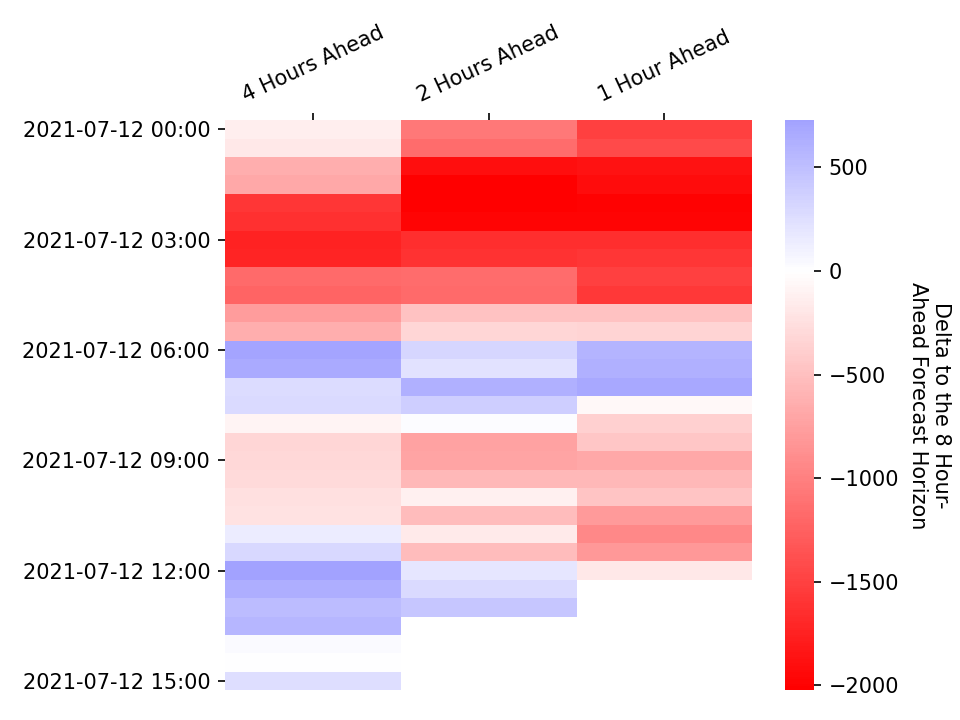 4 Hours Ahead
2 Hours Ahead
1 Hour Ahead
2021-07-12 00:00
2021-07-12 03:00
2021-07-12 06:00
2021-07-12 09:00
2021-07-12 12:00
2021-07-12 15:00
500
0
−500
−1000
−1500
−2000
Delta to the 8 Hour-
Ahead Forecast Horizon